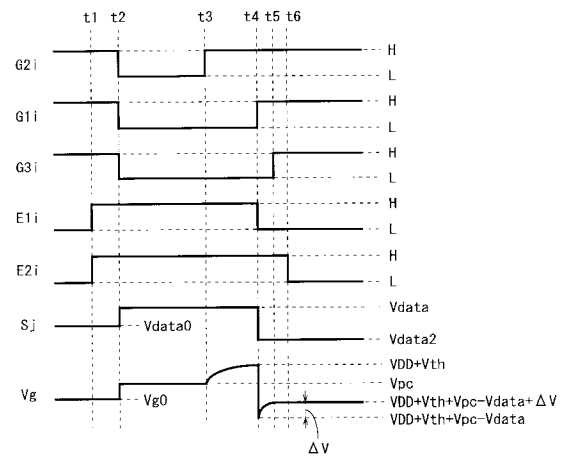 t1 t2 t3 t4 t5 t6
G2i H
L
G1i H
L
G3i H
L
E1i H
L
E2i H
L
Sj Vdata0 Vdata
Vdata2
VDD+Vth
Vpc
Vg Vg0 VDD+Vth+Vpc-Vdata+ΔV
VDD+Vth+Vpc-Vdata
ΔV